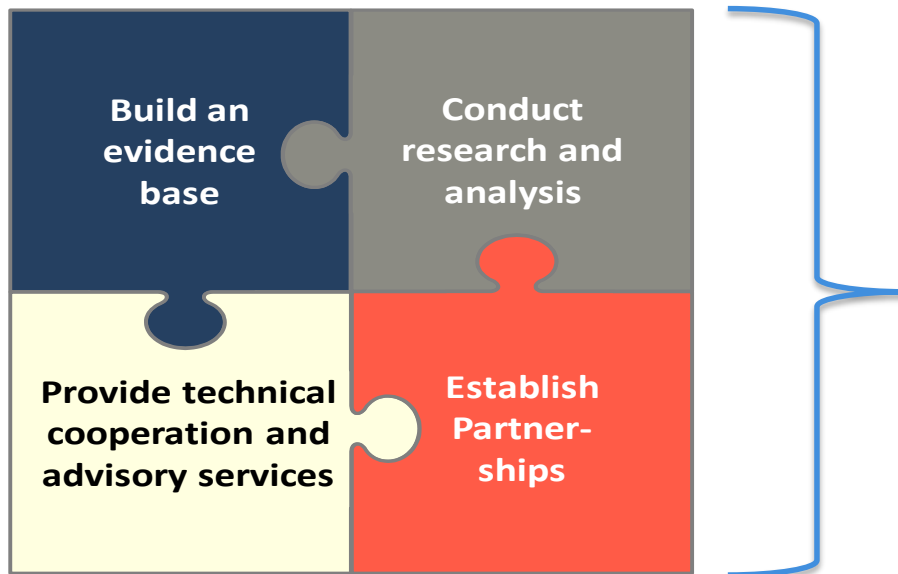 Build an
evidence
base
Conduct
research and
analysis
Provide technical
cooperation and
advisory services
Establish
Partner-
ships